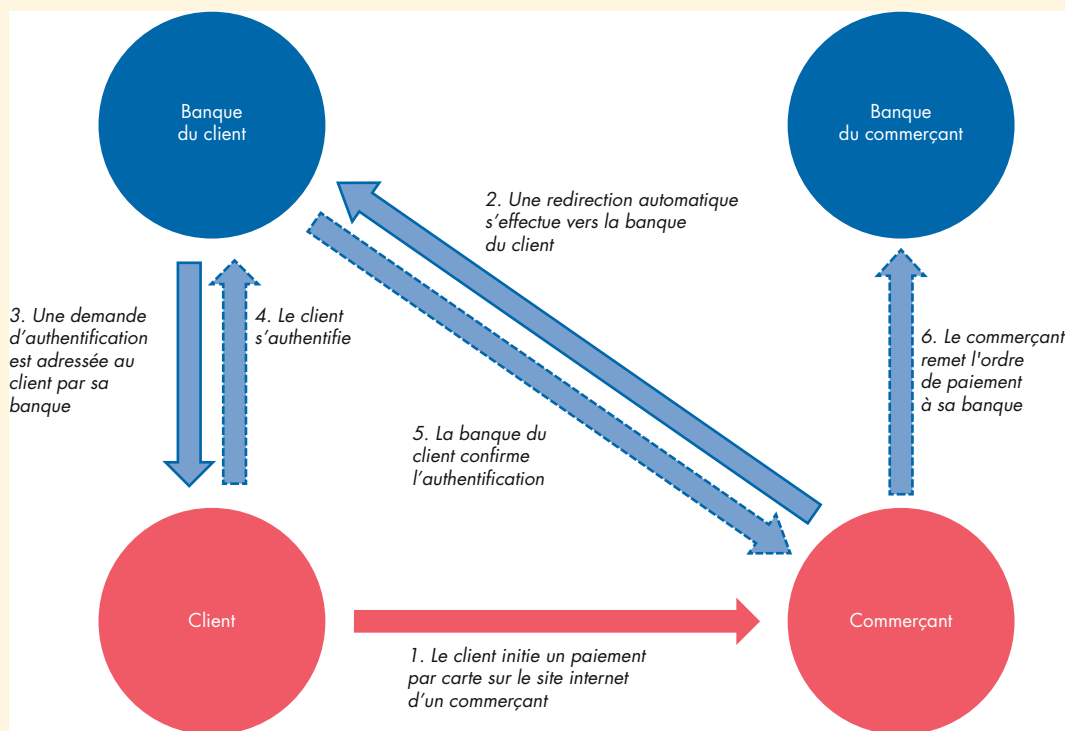 Banque
du client
Banque
du commerçant
2. Une redirection automatique
s’effectue vers la banque
du client
3. Une demande
d’authentification
est adressée au
client par sa
banque
4. Le client
s’authentifie
6. Le commerçant
remet l'ordre
de paiement
à sa banque
5. La banque du
client confirme
l’authentification
Client
Commerçant
1. Le client initie un paiement
par carte sur le site internet
d’un commerçant